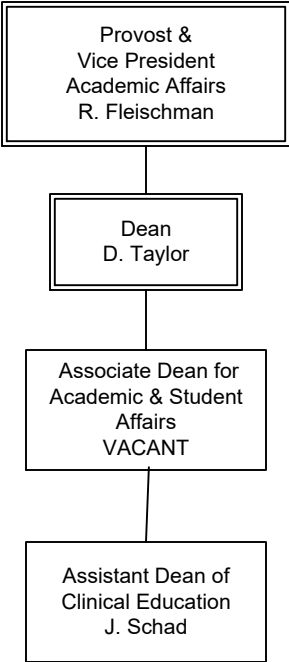 Provost &
Vice President
Academic Affairs
R. Fleischman
Dean
D. Taylor
Associate Dean for
Academic & Student
Affairs
VACANT
Assistant Dean of
Clinical Education
J. Schad